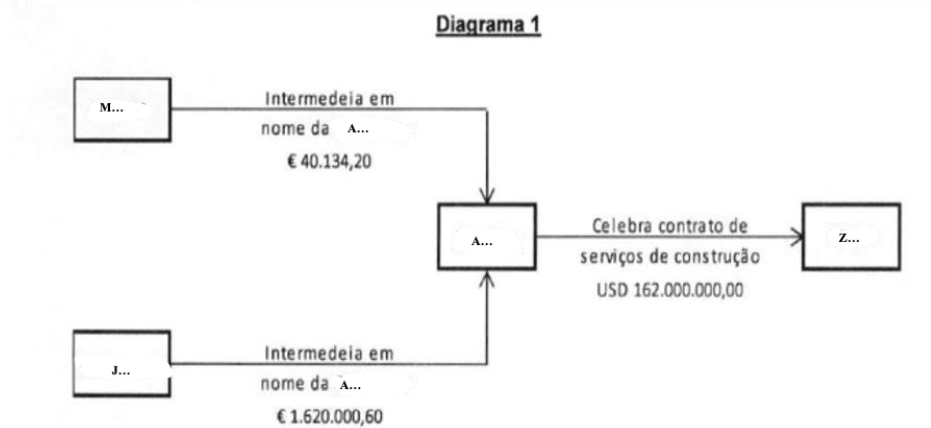 Diagrama 1
M...
Intermedeia em
nome da A...
€ 40.134,20
A...
Celebra contrato de
serviços de construção
USD 162.000.000,00
Z...
J...
Intermedeia em
nome da A...
€ 1.620.000,60